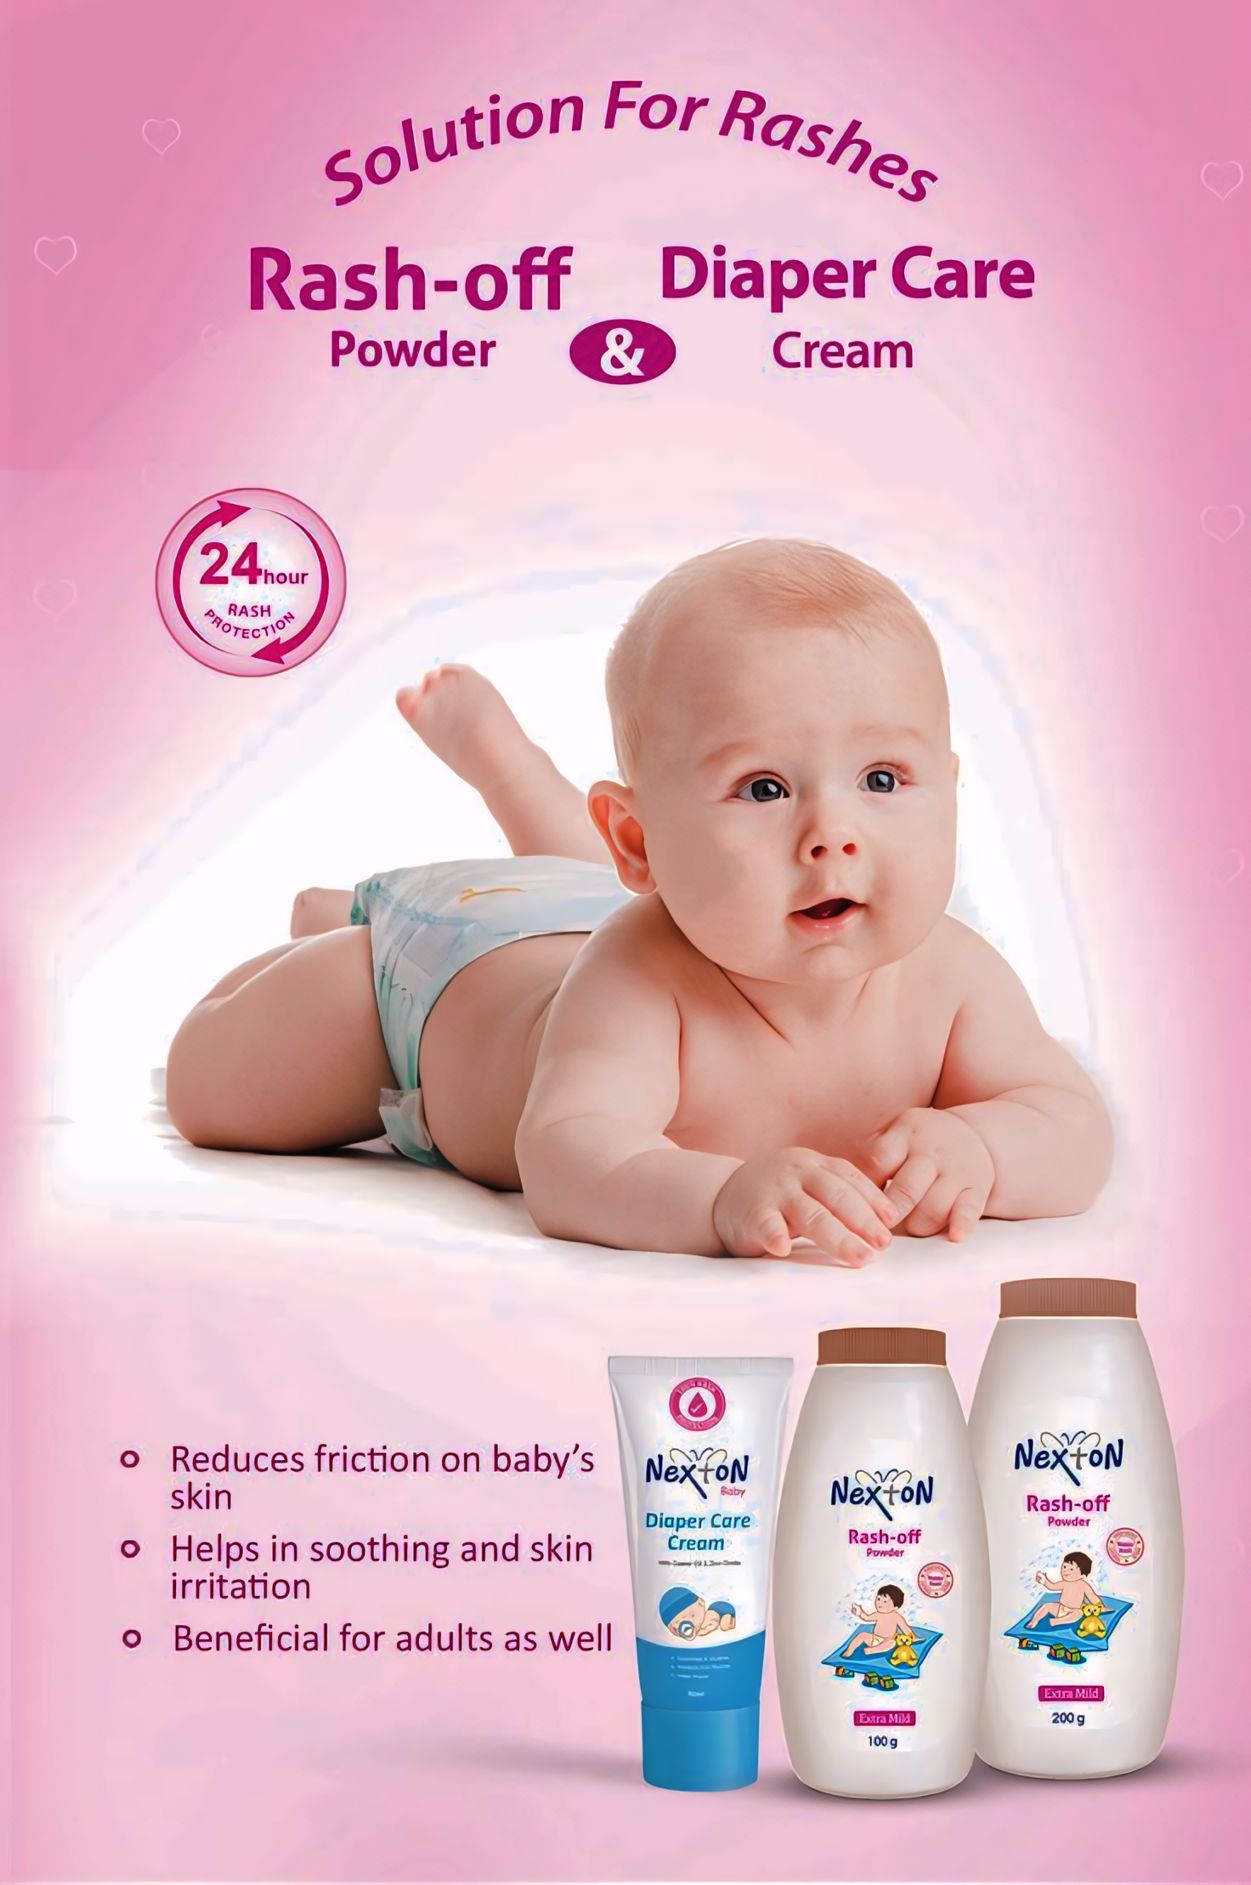 Solution For Rashes
Rash-off
Powder
&
Diaper Care
Cream
24hour
RASH
PROTECTION
Reduces friction on baby's
skin
Helps in soothing and skin
irritation
Beneficial for adults as well
NexToN
Baby
Diaper Care
Cream
NexToN
Rash-off
Powder
Extra Mild
100 g
NexToN
Rash-off
Powder
Extra Mild
200 g